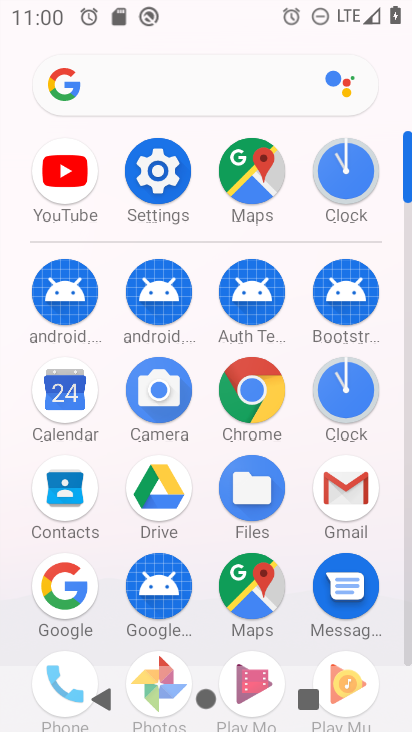 11:00 LTE
YouTube Settings Maps Clock
android.... android.... Auth Te... Bootstr...
24
Calendar Camera Chrome Clock
Contacts Drive Files Gmail
Google Google... Maps Messag...
Phone Photos Play Mo Play Mu